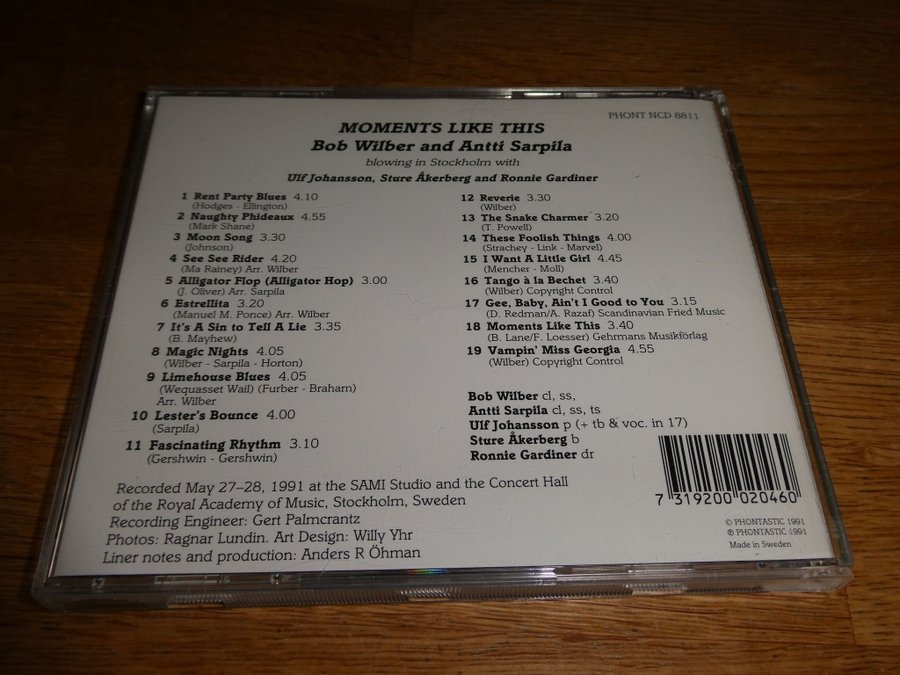 PHONT NCD 8811
MOMENTS LIKE THIS
Bob Wilber and Antti Sarpila
blowing in Stockholm with
Ulf Johansson, Sture Åkerberg and Ronnie Gardiner
1 Rent Party Blues 4.10
(Hodges - Ellington)
2 Naughty Phideaux 4.55
(Mark Shane)
3 Moon Song 3.30
(Johnson)
4 See See Rider 4.20
(Ma Rainey) Arr. Wilber
5 Alligator Flop (Alligator Hop) 3.00
(J. Oliver) Arr. Sarpila
6 Estrellita 3.20
(Manuel M. Ponce) Arr. Wilber
7 It's A Sin to Tell A Lie 3.35
(B. Mayhew)
8 Magic Nights 4.05
(Wilber - Sarpila - Horton)
9 Limehouse Blues 4.05
(Wequasset Wail) (Furber - Braham)
Arr. Wilber
10 Lester's Bounce 4.00
(Sarpila)
11 Fascinating Rhythm 3.10
(Gershwin - Gershwin)
12 Reverie 3.30
(Wilber)
13 The Snake Charmer 3.20
(T. Powell)
14 These Foolish Things 4.00
(Strachey - Link - Marvel)
15 I Want A Little Girl 4.45
(Mencher - Moll)
16 Tango à la Bechet 3.40
(Wilber) Copyright Control
17 Gee, Baby, Ain't I Good to You 3.15
(D. Redman/A. Razaf) Scandinavian Fried Music
18 Moments Like This 3.40
(B. Lane/F. Loesser) Gehrmans Musikförlag
19 Vampin' Miss Georgia 4.55
(Wilber) Copyright Control
Bob Wilber cl, ss,
Antti Sarpila cl, ss, ts
Ulf Johansson p (+ tb & voc. in 17)
Sture Åkerberg b
Ronnie Gardiner dr
Recorded May 27–28, 1991 at the SAMI Studio and the Concert Hall
of the Royal Academy of Music, Stockholm, Sweden
Recording Engineer: Gert Palmcrantz
Photos: Ragnar Lundin. Art Design: Willy Yhr
Liner notes and production: Anders R Öhman
7 319200 020460
© PHONTASTIC 1991
℗ PHONTASTIC 1991
Made in Sweden